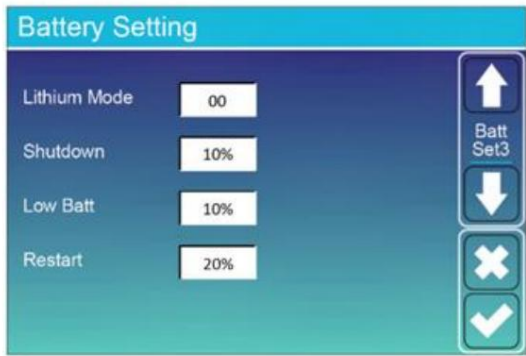 Battery Setting
Lithium Mode 00
Shutdown 10%
Low Batt 10%
Restart 20%
Batt
Set3